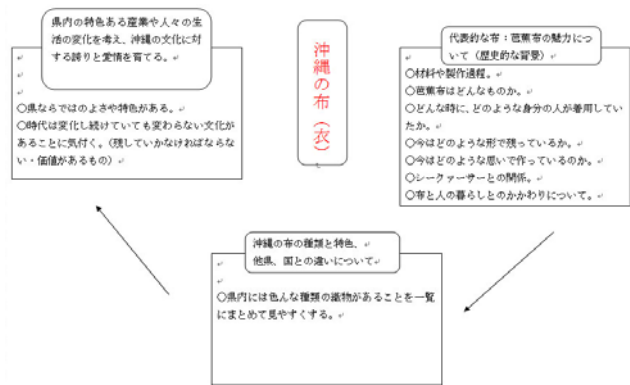 県内の特色ある産業や人々の生
活の変化を考え、沖縄の文化に対
する誇りと愛情を育てる。
○県ならではのよさや特色がある。
○時代は変化し続けていても変わらない文化が
あることに気付く。(残していかなければならな
い・価値があるもの)
沖縄の布(衣)
代表的な布:芭蕉布の魅力につ
いて(歴史的な背景)
○材料や製作過程。
○芭蕉布はどんなものか。
○どんな時に、どのような身分の人が着用してい
たか。
○今はどのような形で残っているか。
○今はどのような思いで作っているのか。
○シークァーサーとの関係。
○布と人の暮らしとのかかわりについて。
沖縄の布の種類と特色、
他県、国との違いについて
○県内には色んな種類の織物があることを一覧
にまとめて見やすくする。